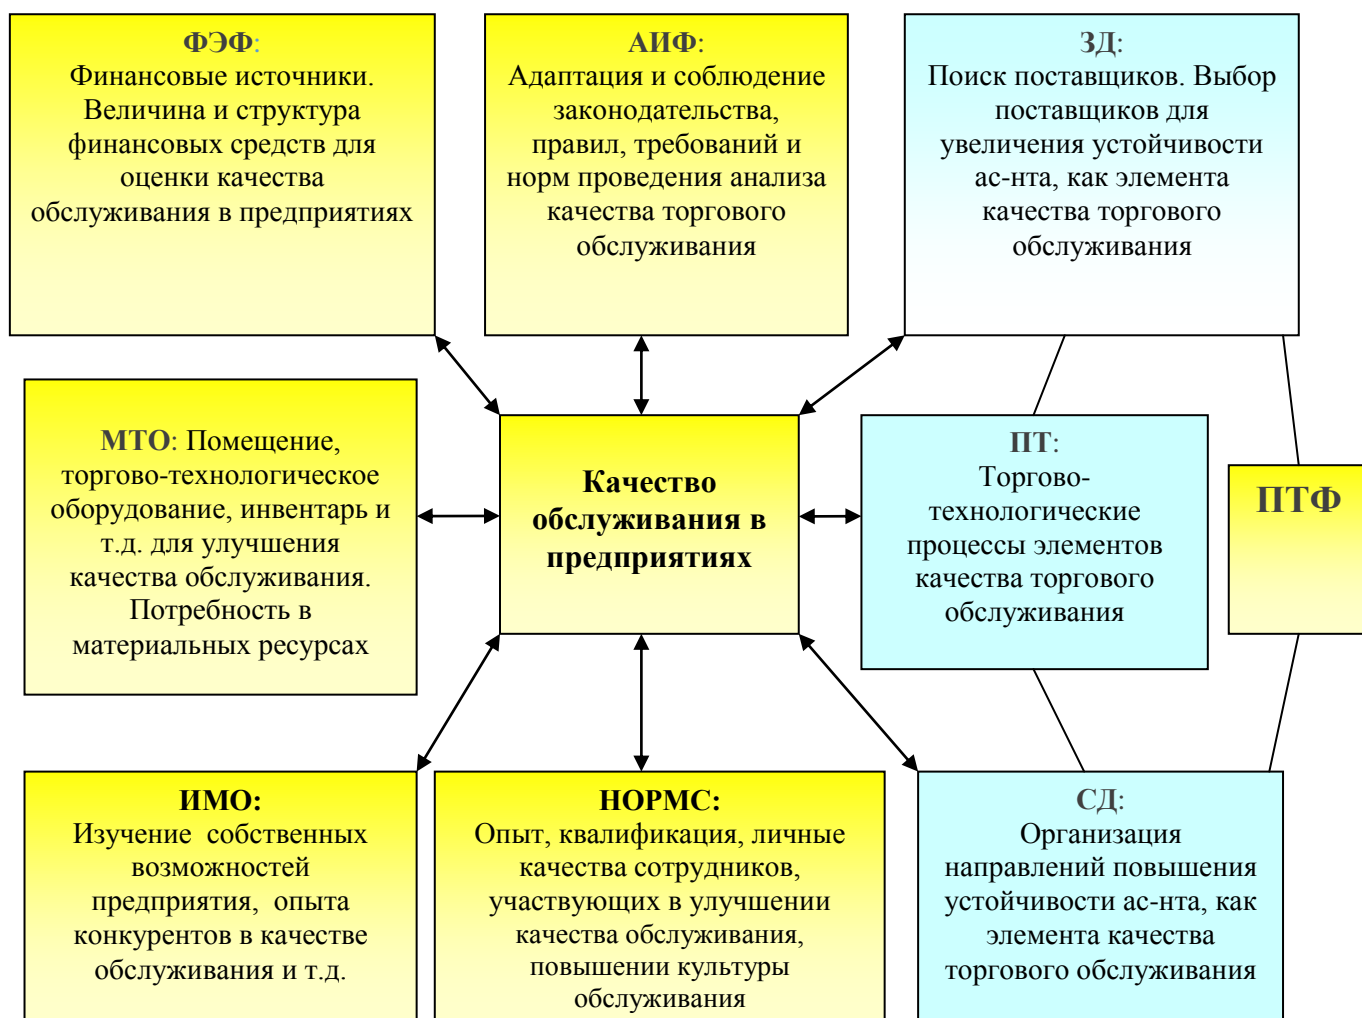 ФЭФ:
Финансовые источники.
Величина и структура
финансовых средств для
оценки качества
обслуживания в предприятиях
АИФ:
Адаптация и соблюдение
законодательства,
правил, требований и
норм проведения анализа
качества торгового
обслуживания
ЗД:
Поиск поставщиков. Выбор
поставщиков для
увеличения устойчивости
ас-нта, как элемента
качества торгового
обслуживания
МТО: Помещение,
торгово-технологическое
оборудование, инвентарь и
т.д. для улучшения
качества обслуживания.
Потребность в
материальных ресурсах
Качество
обслуживания в
предприятиях
ПТ:
Торгово-
технологические
процессы элементов
качества торгового
обслуживания
ПТФ
ИМО:
Изучение собственных
возможностей
предприятия, опыта
конкурентов в качестве
обслуживания и т.д.
НОРМС:
Опыт, квалификация, личные
качества сотрудников,
участвующих в улучшении
качества обслуживания,
повышении культуры
обслуживания
СД:
Организация
направлений повышения
устойчивости ас-нта, как
элемента качества
торгового обслуживания